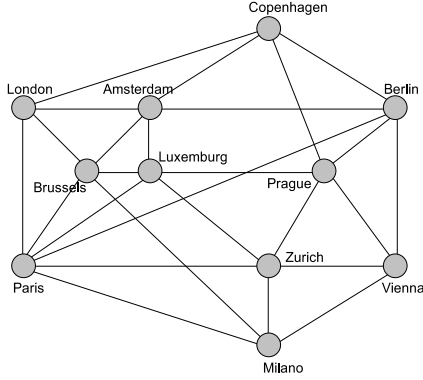 Copenhagen
London
Amsterdam
Berlin
Luxemburg
Brussels
Prague
Zurich
Paris
Vienna
Milano